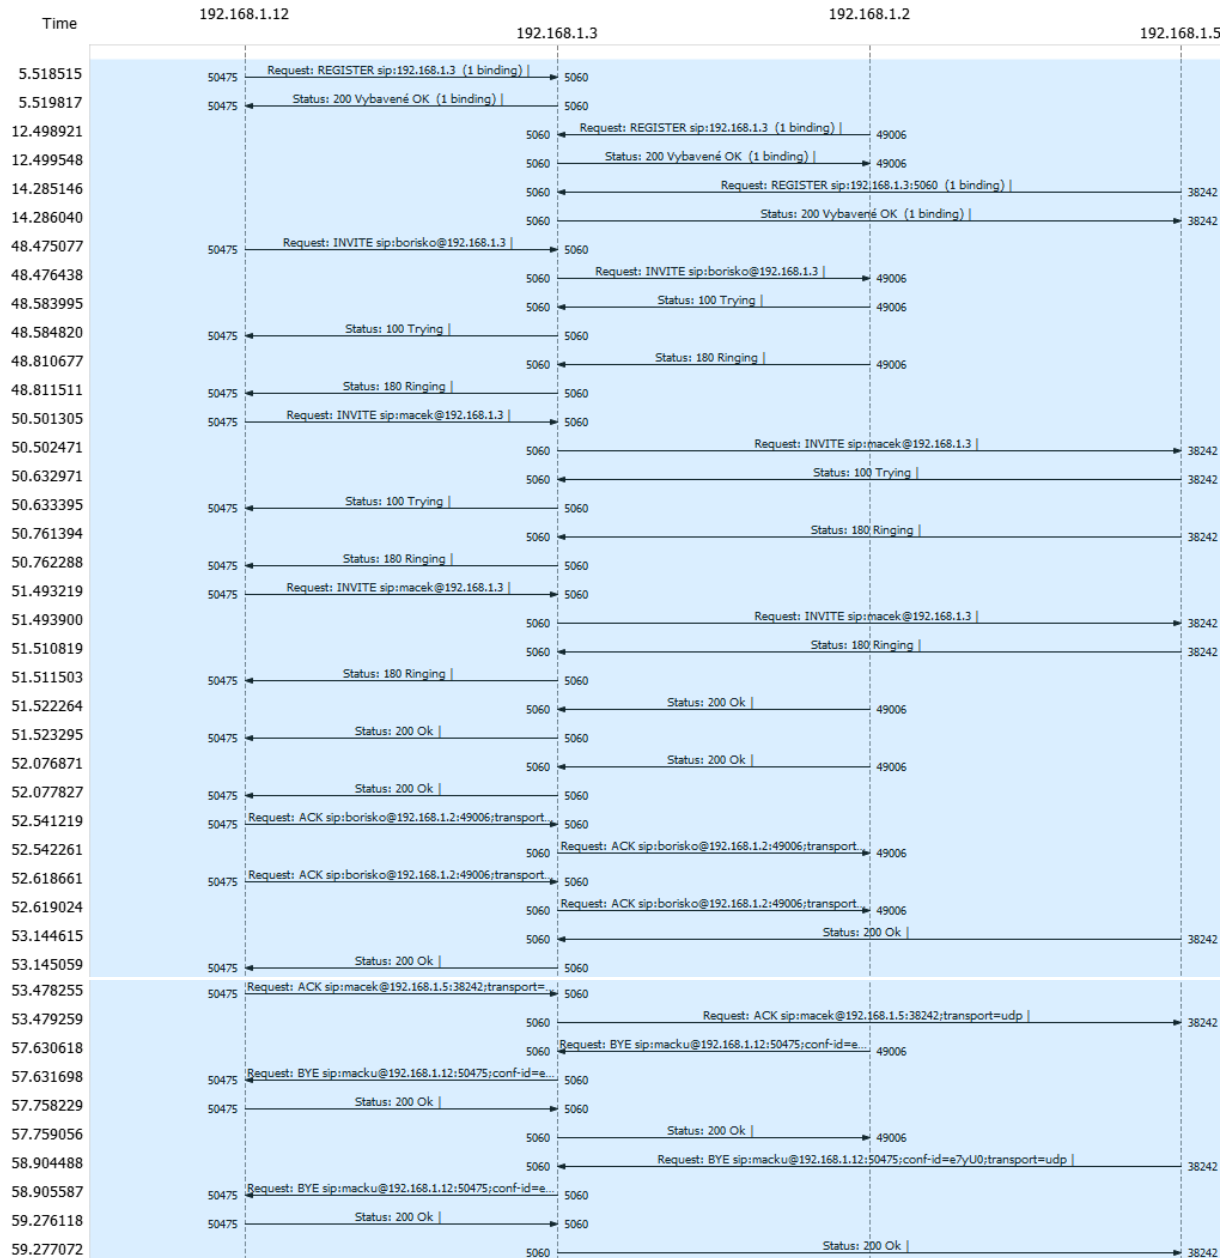 Time 192.168.1.12 192.168.1.3 192.168.1.2 192.168.1.5
5.518515 50475 Request: REGISTER sip:192.168.1.3 (1 binding) | 5060
5.519817 50475 Status: 200 Vybavené OK (1 binding) | 5060
12.498921 5060 Request: REGISTER sip:192.168.1.3 (1 binding) | 49006
12.499548 5060 Status: 200 Vybavené OK (1 binding) | 49006
14.285146 5060 Request: REGISTER sip:192.168.1.3:5060 (1 binding) | 38242
14.286040 5060 Status: 200 Vybavené OK (1 binding) | 38242
48.475077 50475 Request: INVITE sip:borisko@192.168.1.3 | 5060
48.476438 5060 Request: INVITE sip:borisko@192.168.1.3 | 49006
48.583995 5060 Status: 100 Trying | 49006
48.584820 50475 Status: 100 Trying | 5060
48.810677 5060 Status: 180 Ringing | 49006
48.811511 50475 Status: 180 Ringing | 5060
50.501305 50475 Request: INVITE sip:macek@192.168.1.3 | 5060
50.502471 5060 Request: INVITE sip:macek@192.168.1.3 | 38242
50.632971 5060 Status: 100 Trying | 38242
50.633395 50475 Status: 100 Trying | 5060
50.761394 5060 Status: 180 Ringing | 38242
50.762288 50475 Status: 180 Ringing | 5060
51.493219 50475 Request: INVITE sip:macek@192.168.1.3 | 5060
51.493900 5060 Request: INVITE sip:macek@192.168.1.3 | 38242
51.510819 5060 Status: 180 Ringing | 38242
51.511503 50475 Status: 180 Ringing | 5060
51.522264 5060 Status: 200 Ok | 49006
51.523295 50475 Status: 200 Ok | 5060
52.076871 5060 Status: 200 Ok | 49006
52.077827 50475 Status: 200 Ok | 5060
52.541219 50475 Request: ACK sip:borisko@192.168.1.2:49006;transport... 5060
52.542261 5060 Request: ACK sip:borisko@192.168.1.2:49006;transport... 49006
52.618661 50475 Request: ACK sip:borisko@192.168.1.2:49006;transport... 5060
52.619024 5060 Request: ACK sip:borisko@192.168.1.2:49006;transport... 49006
53.144615 5060 Status: 200 Ok | 38242
53.145059 50475 Status: 200 Ok | 5060
53.478255 50475 Request: ACK sip:macek@192.168.1.5:38242;transport=... 5060
53.479259 5060 Request: ACK sip:macek@192.168.1.5:38242;transport=udp | 38242
57.630618 5060 Request: BYE sip:macku@192.168.1.12:50475;conf-id=e... 49006
57.631698 50475 Request: BYE sip:macku@192.168.1.12:50475;conf-id=e... 5060
57.758229 50475 Status: 200 Ok | 5060
57.759056 5060 Status: 200 Ok | 49006
58.904488 5060 Request: BYE sip:macku@192.168.1.12:50475;conf-id=e7yU0;transport=udp | 38242
58.905587 50475 Request: BYE sip:macku@192.168.1.12:50475;conf-id=e... 5060
59.276118 50475 Status: 200 Ok | 5060
59.277072 5060 Status: 200 Ok | 38242